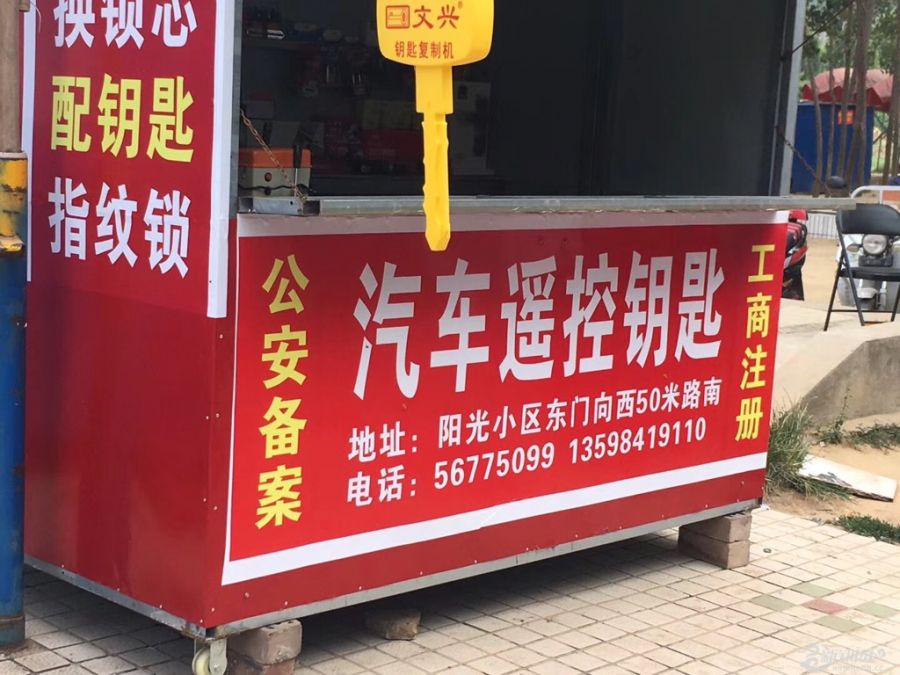 换锁芯
配钥匙
指纹锁
文兴®
钥匙复制机
公安备案
汽车遥控钥匙
地址：阳光小区东门向西50米路南
电话：56775099 13598419110
工商注册